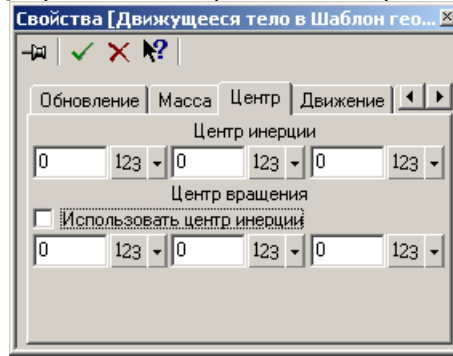 Свойства [Движущееся тело в Шаблон гео...
Обновление Масса Центр Движение
Центр инерции
0 123 0 123 0 123
Центр вращения
Использовать центр инерции
0 123 0 123 0 123